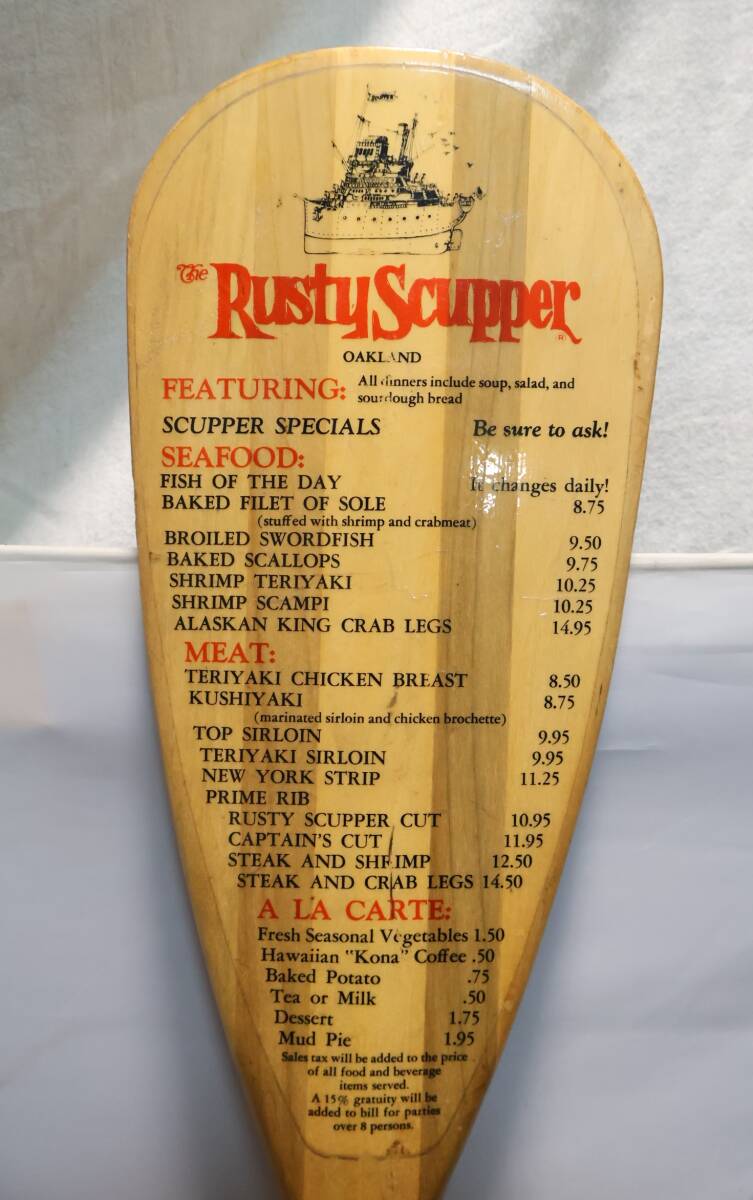 The Rusty Scupper ®
OAKLAND
FEATURING: All dinners include soup, salad, and
sourdough bread
SCUPPER SPECIALS Be sure to ask!
SEAFOOD:
FISH OF THE DAY It changes daily!
BAKED FILET OF SOLE 8.75
(stuffed with shrimp and crabmeat)
BROILED SWORDFISH 9.50
BAKED SCALLOPS 9.75
SHRIMP TERIYAKI 10.25
SHRIMP SCAMPI 10.25
ALASKAN KING CRAB LEGS 14.95
MEAT:
TERIYAKI CHICKEN BREAST 8.50
KUSHIYAKI 8.75
(marinated sirloin and chicken brochette)
TOP SIRLOIN 9.95
TERIYAKI SIRLOIN 9.95
NEW YORK STRIP 11.25
PRIME RIB
RUSTY SCUPPER CUT 10.95
CAPTAIN'S CUT 11.95
STEAK AND SHRIMP 12.50
STEAK AND CRAB LEGS 14.50
A LA CARTE:
Fresh Seasonal Vegetables 1.50
Hawaiian "Kona" Coffee .50
Baked Potato .75
Tea or Milk .50
Dessert 1.75
Mud Pie 1.95
Sales tax will be added to the price
of all food and beverage
items served.
A 15% gratuity will be
added to bill for parties
over 8 persons.